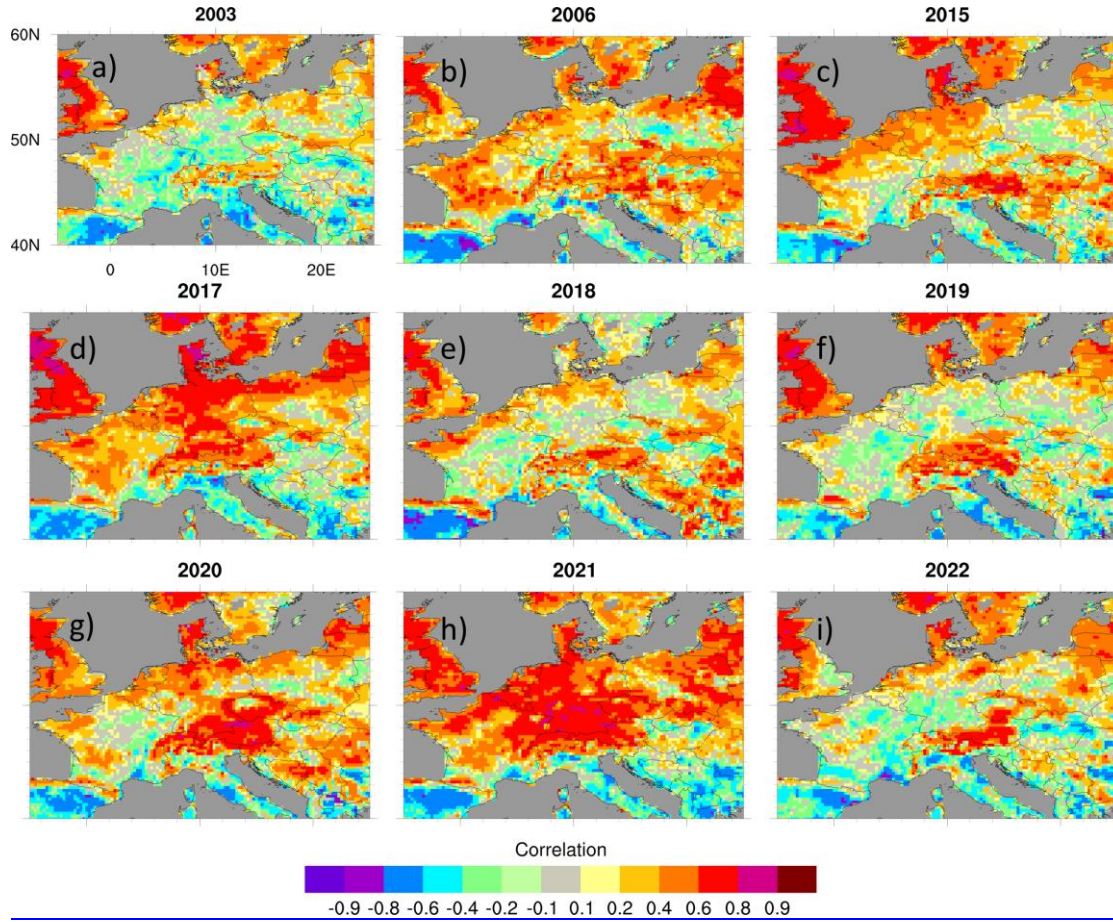 2003 2006 2015
60N
a) b) c)
50N
40N
0 10E 20E
2017 2018 2019
d) e) f)
2020 2021 2022
g) h) i)
Correlation
-0.9 -0.8 -0.6 -0.4 -0.2 -0.1 0.1 0.2 0.4 0.6 0.8 0.9